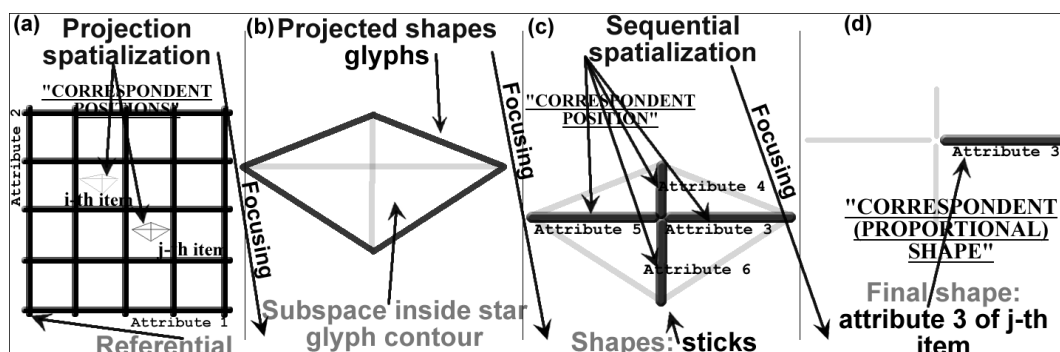 (a)
Projection
spatialization
"CORRESPONDENT
POSITIONS"
Attribute 2
i-th item
j-th item
Attribute 1
Referential
Focusing
(b)
Projected shapes
glyphs
Subspace inside star
glyph contour
Focusing
(c)
Sequential
spatialization
"CORRESPONDENT
POSITION"
Attribute 4
Attribute 5
Attribute 3
Attribute 6
Shapes: sticks
Focusing
(d)
Attribute 3
"CORRESPONDENT
(PROPORTIONAL)
SHAPE"
Final shape:
attribute 3 of j-th
item